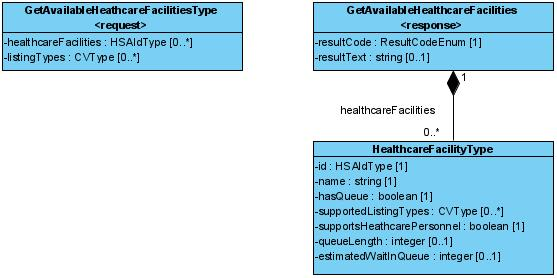 GetAvailableHeathcareFacilitiesType
<request>
-healthcareFacilities : HSAIdType [0..*]
-listingTypes : CVType [0..*]
GetAvailableHealthcareFacilities
<response>
-resultCode : ResultCodeEnum [1]
-resultText : string [0..1]
1
healthcareFacilities
0..*
HealthcareFacilityType
-id : HSAIdType [1]
-name : string [1]
-hasQueue : boolean [1]
-supportedListingTypes : CVType [0..*]
-supportsHeathcarePersonnel : boolean [1]
-queueLength : integer [0..1]
-estimatedWaitInQueue : integer [0..1]